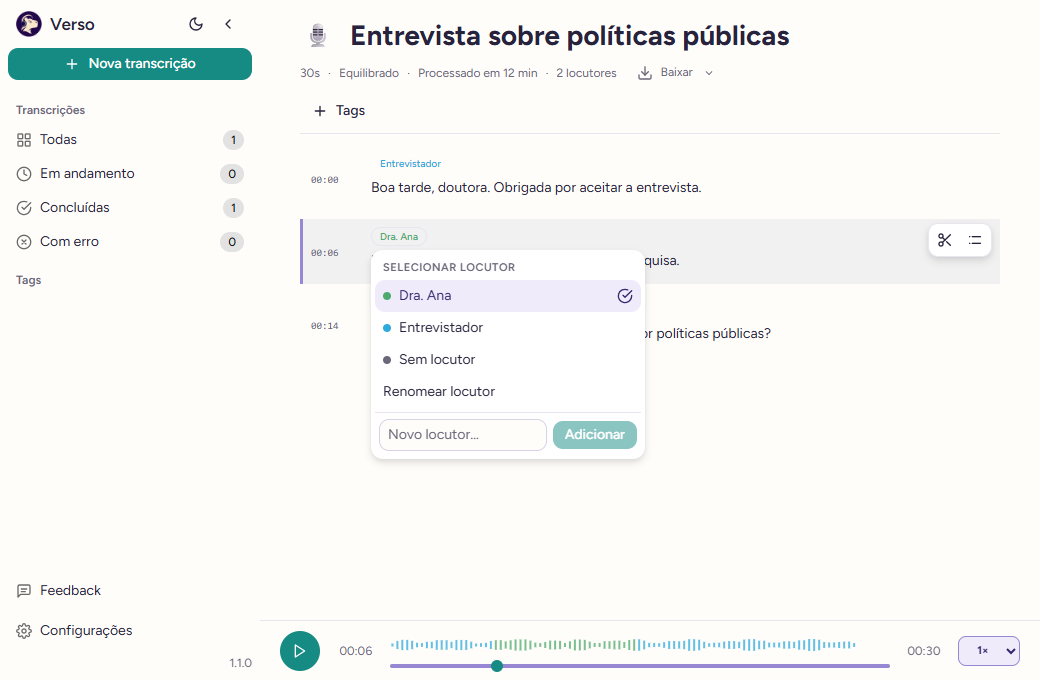 Verso
Nova transcrição
Transcrições
Todas 1
Em andamento 0
Concluídas 1
Com erro 0
Tags
Feedback
Configurações
1.1.0
Entrevista sobre políticas públicas
30s · Equilibrado · Processado em 12 min · 2 locutores Baixar
Tags
Entrevistador
00:00 Boa tarde, doutora. Obrigada por aceitar a entrevista.
Dra. Ana
00:06 quisa.
SELECIONAR LOCUTOR
Dra. Ana
Entrevistador
Sem locutor
Renomear locutor
Novo locutor... Adicionar
00:14 políticas públicas?
00:06 00:30 1×